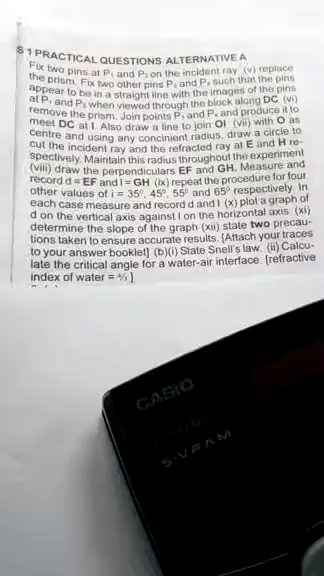 S 1 PRACTICAL QUESTIONS ALTERNATIVE A
Fix two pins at P₁ and P₂ on the incident ray (v) replace
the prism. Fix two other pins P₃ and P₄ such that the pins
appear to be in a straight line with the images of the pins
at P₁ and P₂ when viewed through the block along DC (vi)
remove the prism. Join points P₃ and P₄ and produce it to
meet DC at I. Also draw a line to join OI (vii) with O as
centre and using any concinient radius, draw a circle to
cut the incident ray and the refracted ray at E and H re-
spectively. Maintain this radius throughout the experiment
(viii) draw the perpendiculars EF and GH. Measure and
record d = EF and l = GH (ix) repeat the procedure for four
other values of i = 35⁰, 45⁰, 55⁰ and 65⁰ respectively. In
each case measure and record d and l (x) plot a graph of
d on the vertical axis against l on the horizontal axis (xi)
determine the slope of the graph (xii) state two precau-
tions taken to ensure accurate results. [Attach your traces
to your answer booklet] (b)(i) State Snell's law. (ii) Calcu-
late the critical angle for a water-air interface. [refractive
index of water = ⁴/₃ ]
CASIO
S-V.P.A.M